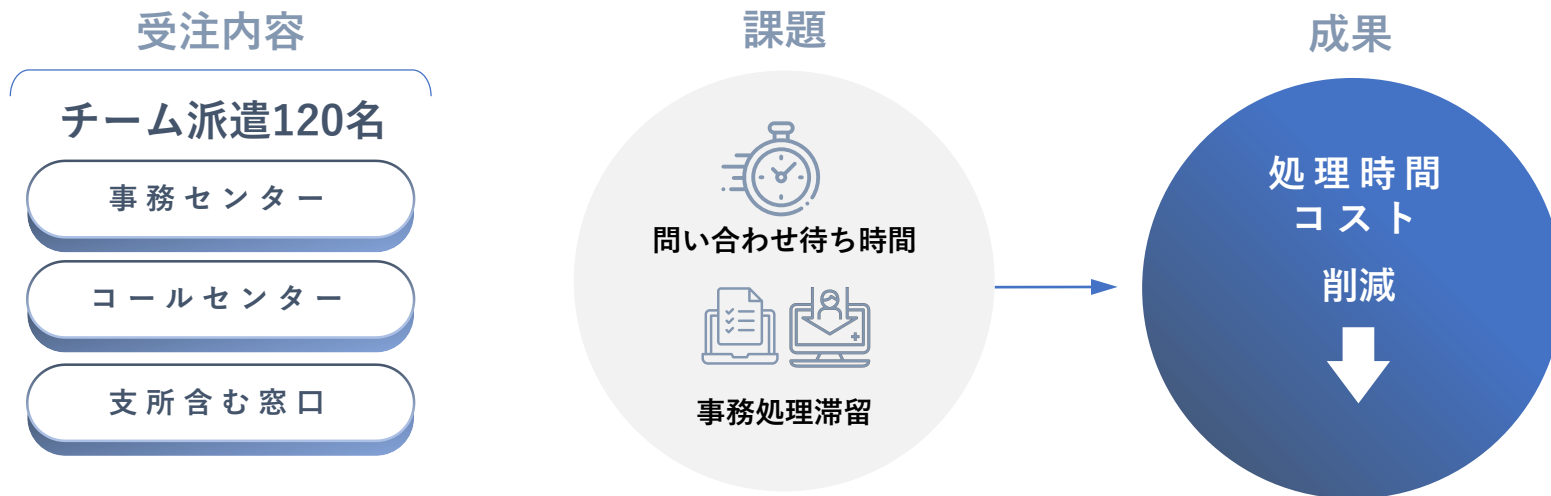 受注内容
チーム派遣120名
事務センター
コールセンター
支所含む窓口
課題
問い合わせ待ち時間
事務処理滞留
成果
処理時間
コスト
削減